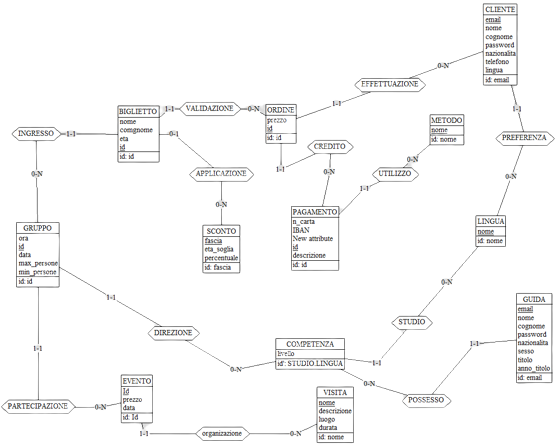 CLIENTE
email
nome
cognome
password
nazionalita
telefono
lingua
id: email
0-N
EFFETTUAZIONE
1-1
BIGLIETTO
nome
comgnome
eta
id
id: id
1-1
VALIDAZIONE
0-N
ORDINE
prezzo
id
id: id
METODO
nome
id: nome
1-1
PREFERENZA
INGRESSO
1-1
0-1
CREDITO
1-1
0-N
UTILIZZO
APPLICAZIONE
0-N
0-N
1-1
0-N
0-N
PAGAMENTO
n_carta
IBAN
New attribute
id
descrizione
id: id
LINGUA
nome
id: nome
GRUPPO
ora
id
data
max_persone
min_persone
id: id
SCONTO
fascia
eta_soglia
percentuale
id: fascia
0-N
GUIDA
email
nome
cognome
password
nazionalita
sesso
titolo
anno_titolo
id: email
1-1
DIREZIONE
STUDIO
1-1
COMPETENZA
livello
id': STUDIO.LINGUA
1-1
1-1
0-N
0-N
POSSESSO
PARTECIPAZIONE
0-N
EVENTO
Id
prezzo
data
id: Id
VISITA
nome
descrizione
luogo
durata
id: nome
1-1
organizazione
0-N